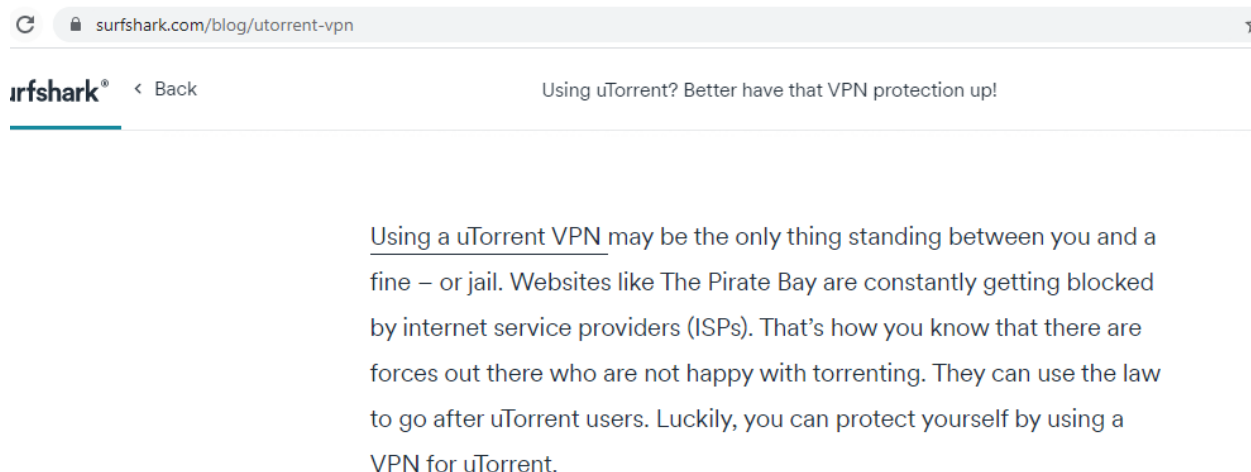 surfshark.com/blog/utorrent-vpn
urfshark® < Back Using uTorrent? Better have that VPN protection up!
Using a uTorrent VPN may be the only thing standing between you and a
fine – or jail. Websites like The Pirate Bay are constantly getting blocked
by internet service providers (ISPs). That’s how you know that there are
forces out there who are not happy with torrenting. They can use the law
to go after uTorrent users. Luckily, you can protect yourself by using a
VPN for uTorrent.